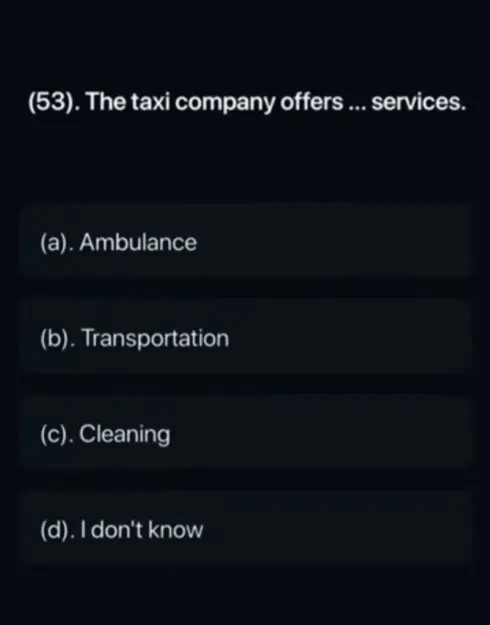 (53). The taxi company offers ... services.
(a). Ambulance
(b). Transportation
(c). Cleaning
(d). I don't know